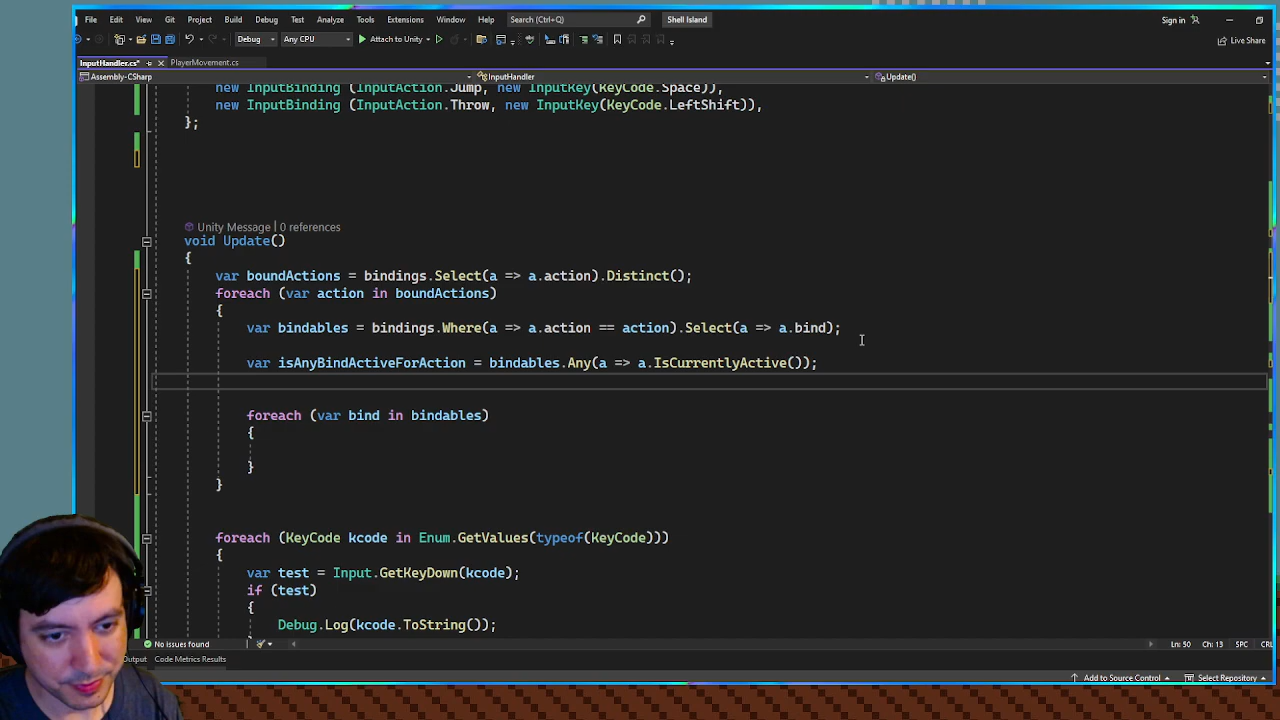 File Edit View Git Project Build Debug Test Analyze Tools Extensions Window Help Search (Ctrl+Q) Shell Island Sign in
Debug Any CPU Attach to Unity Live Share
InputHandler.cs* PlayerMovement.cs
Assembly-CSharp InputHandler Update()
new InputBinding (InputAction.Jump, new InputKey(KeyCode.Space)),
new InputBinding (InputAction.Throw, new InputKey(KeyCode.LeftShift)),
};
Unity Message | 0 references
void Update()
{
var boundActions = bindings.Select(a => a.action).Distinct();
foreach (var action in boundActions)
{
var bindables = bindings.Where(a => a.action == action).Select(a => a.bind);
var isAnyBindActiveForAction = bindables.Any(a => a.IsCurrentlyActive());
foreach (var bind in bindables)
{
}
}
foreach (KeyCode kcode in Enum.GetValues(typeof(KeyCode)))
{
var test = Input.GetKeyDown(kcode);
if (test)
{
Debug.Log(kcode.ToString());
No issues found Ln: 50 Ch: 13 SPC
Output Code Metrics Results
Add to Source Control Select Repository